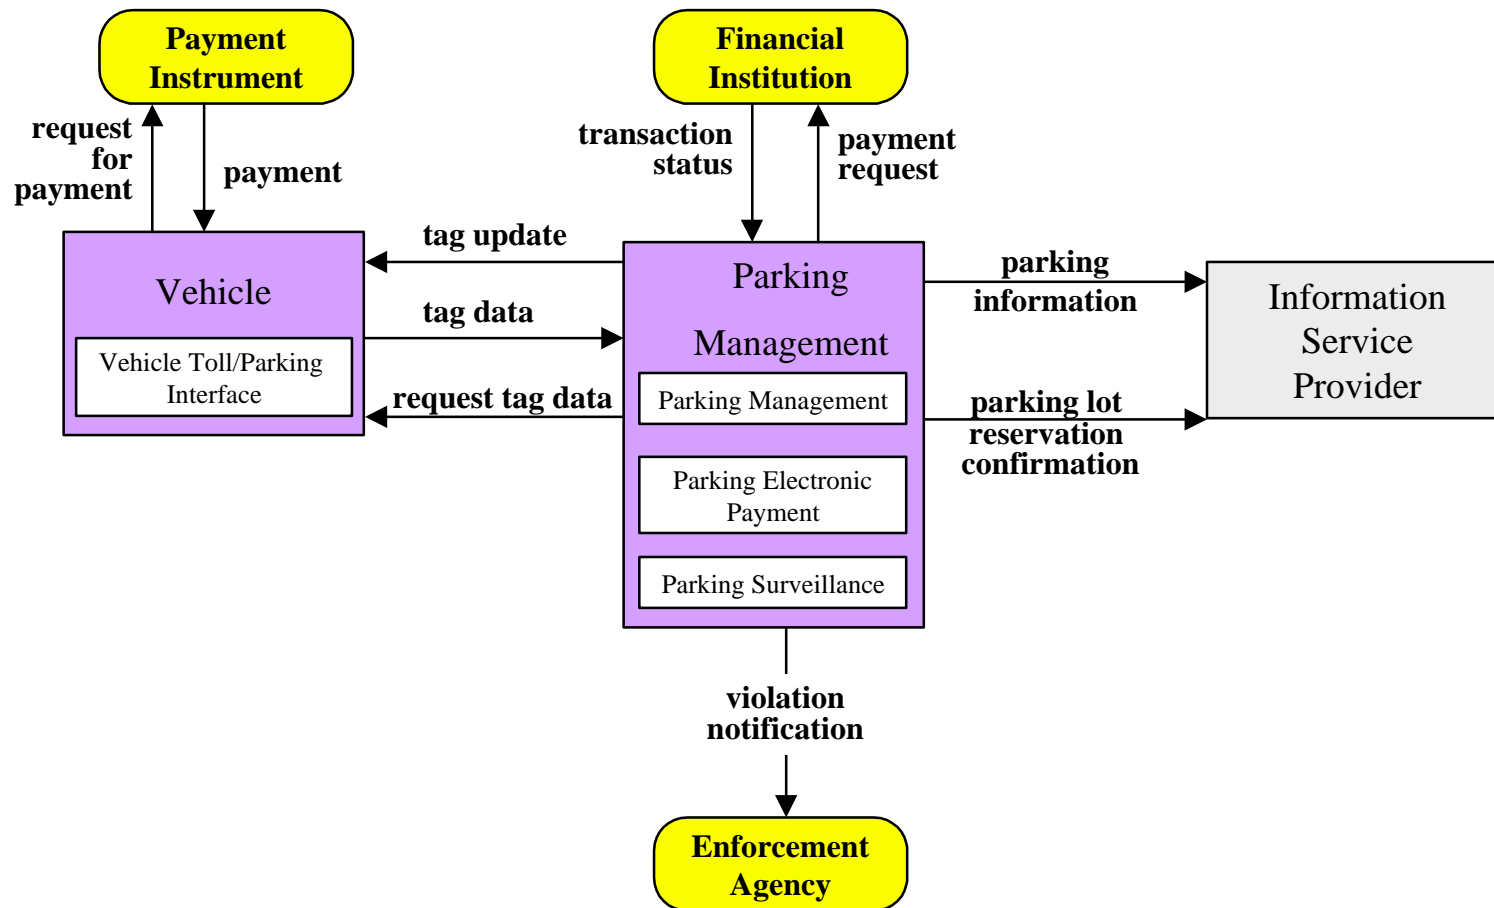 Payment
Instrument
Financial
Institution
request
for
payment
payment
transaction
status
payment
request
Vehicle
Vehicle Toll/Parking
Interface
tag update
tag data
request tag data
Parking
Management
Parking Management
Parking Electronic
Payment
Parking Surveillance
parking
information
parking lot
reservation
confirmation
Information
Service
Provider
violation
notification
Enforcement
Agency